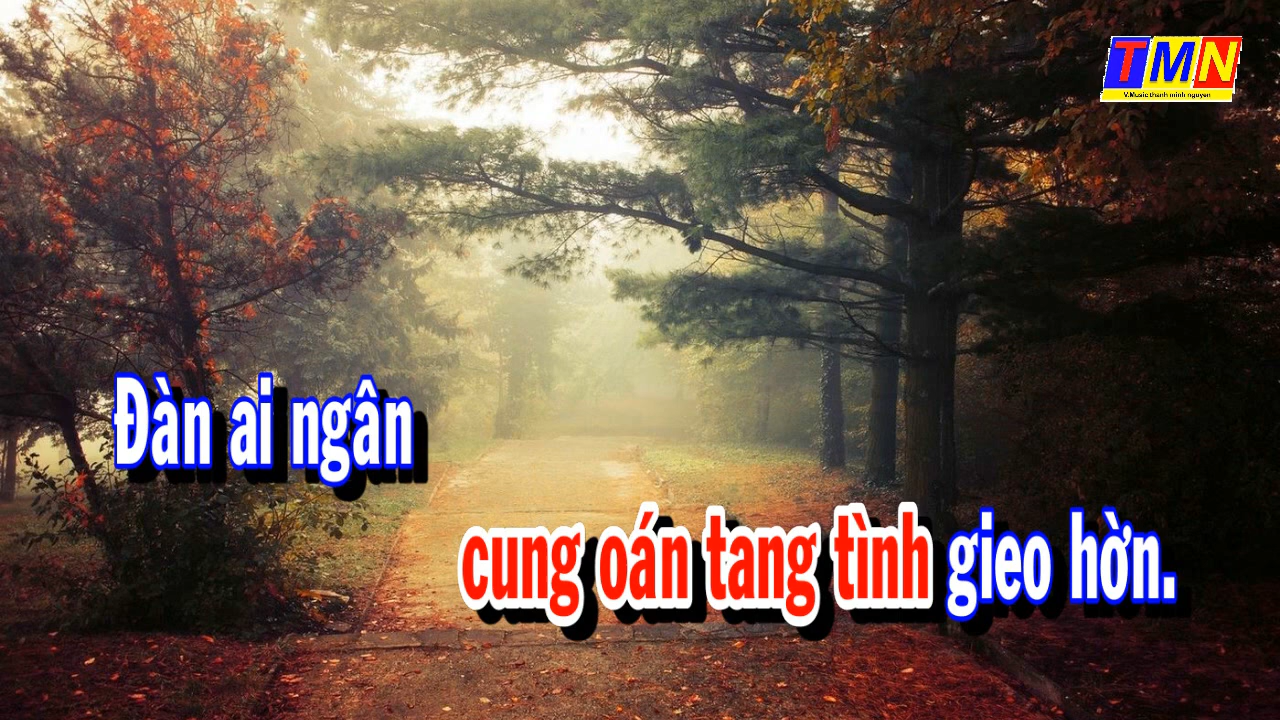 TMN
V.Music thanh minh nguyen
Đàn ai ngân
cung oán tang tình gieo hờn.